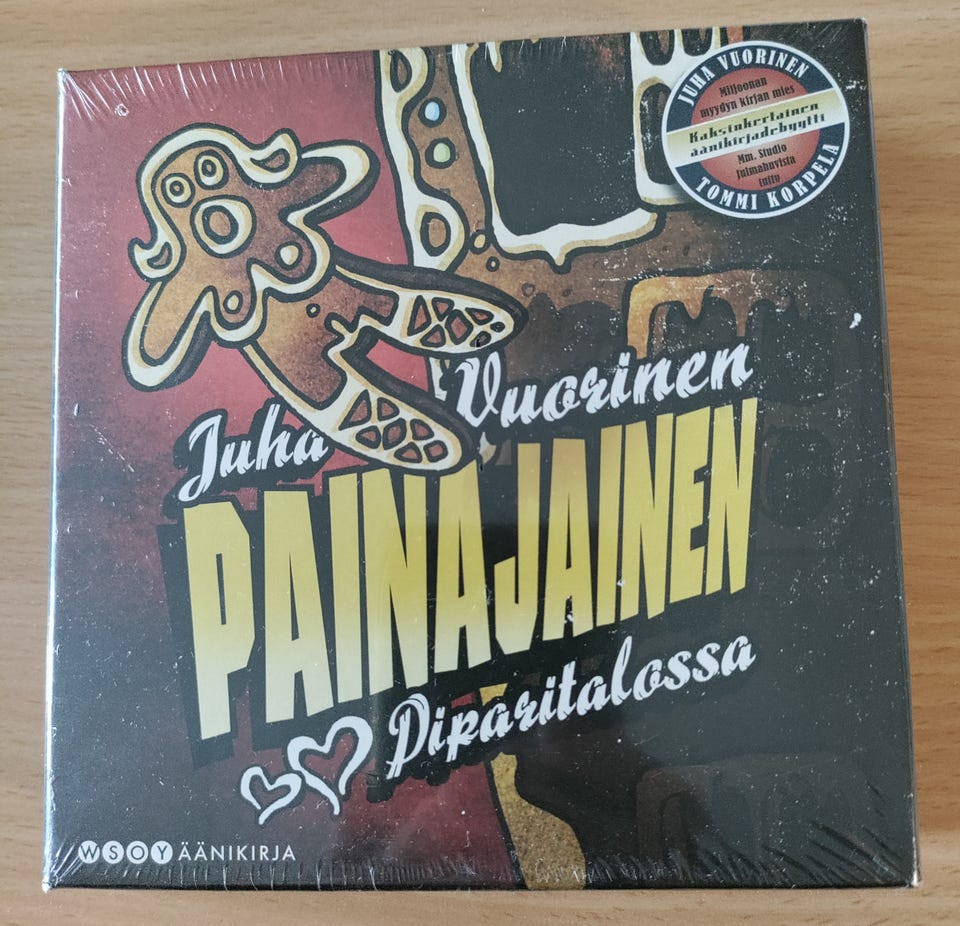 JUHA VUORINEN
Miljoonan
myydyn kirjan mies
Kaksinkertainen
äänikirjadebyytti
Mm. Studio
Julmahuvista
tuttu
TOMMI KORPELA
Juha Vuorinen
PAINAJAINEN
Piparitalossa
WSOY ÄÄNIKIRJA